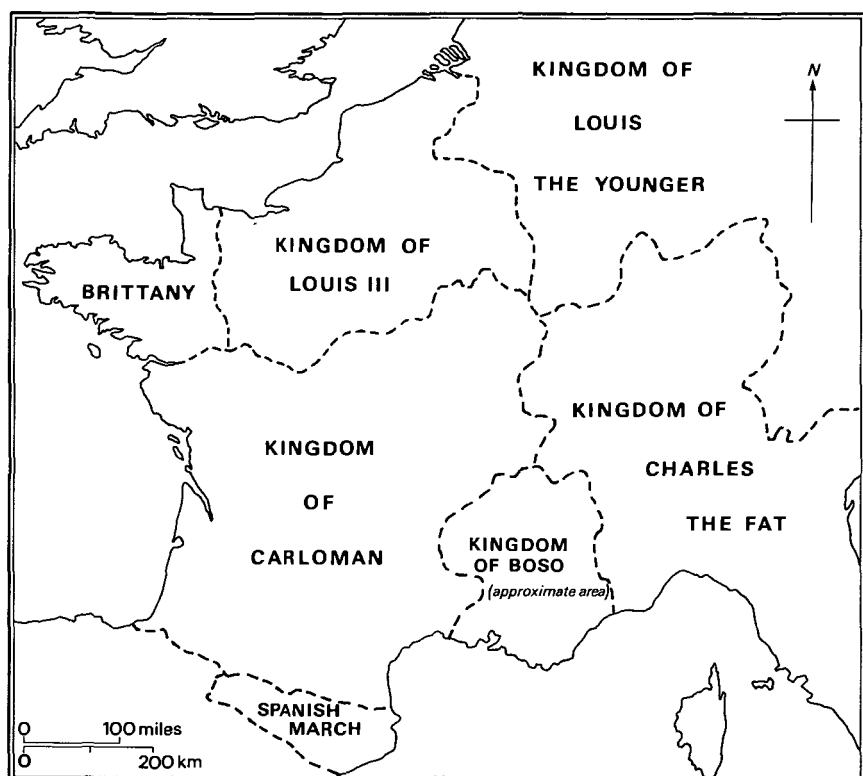 KINGDOM OF
LOUIS
THE YOUNGER
N
KINGDOM OF
LOUIS III
BRITTANY
KINGDOM OF
CHARLES
THE FAT
KINGDOM
OF
CARLOMAN
KINGDOM
OF BOSO
(approximate area)
SPANISH
MARCH
0 100 miles
0 200 km